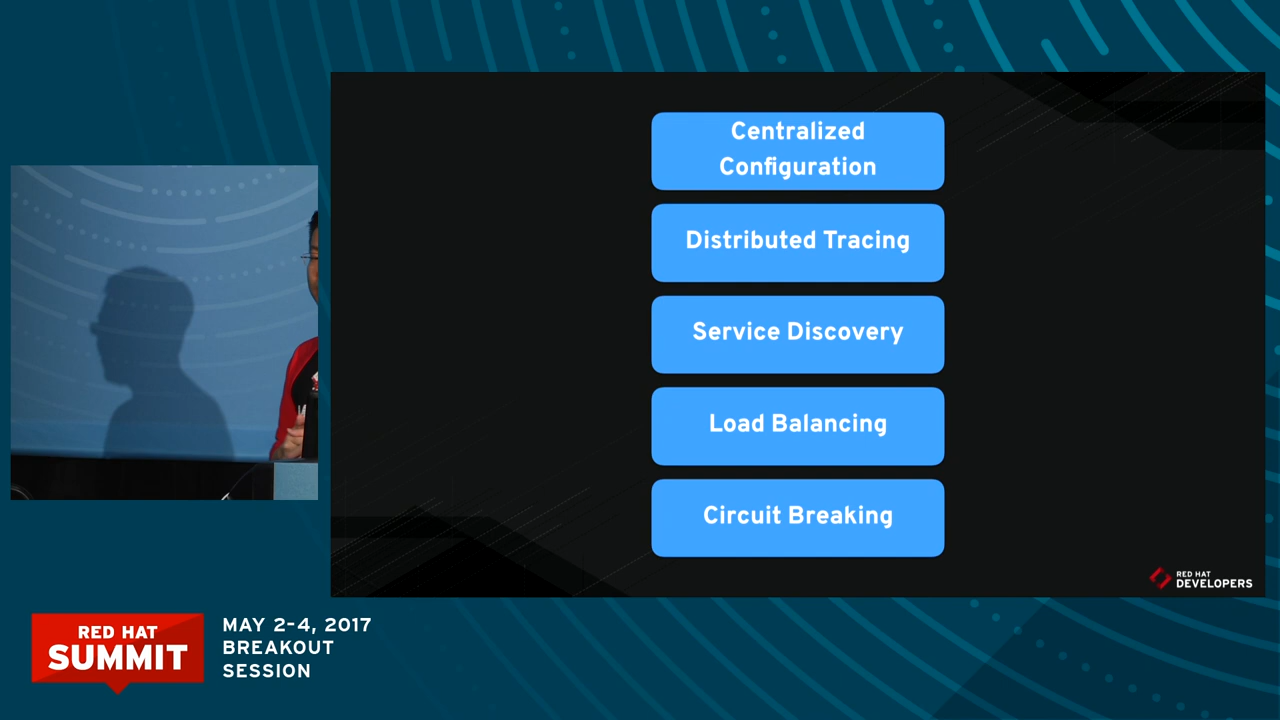 Centralized
Configuration
Distributed Tracing
Service Discovery
Load Balancing
Circuit Breaking
RED HAT
DEVELOPERS
RED HAT
SUMMIT
MAY 2-4, 2017
BREAKOUT
SESSION